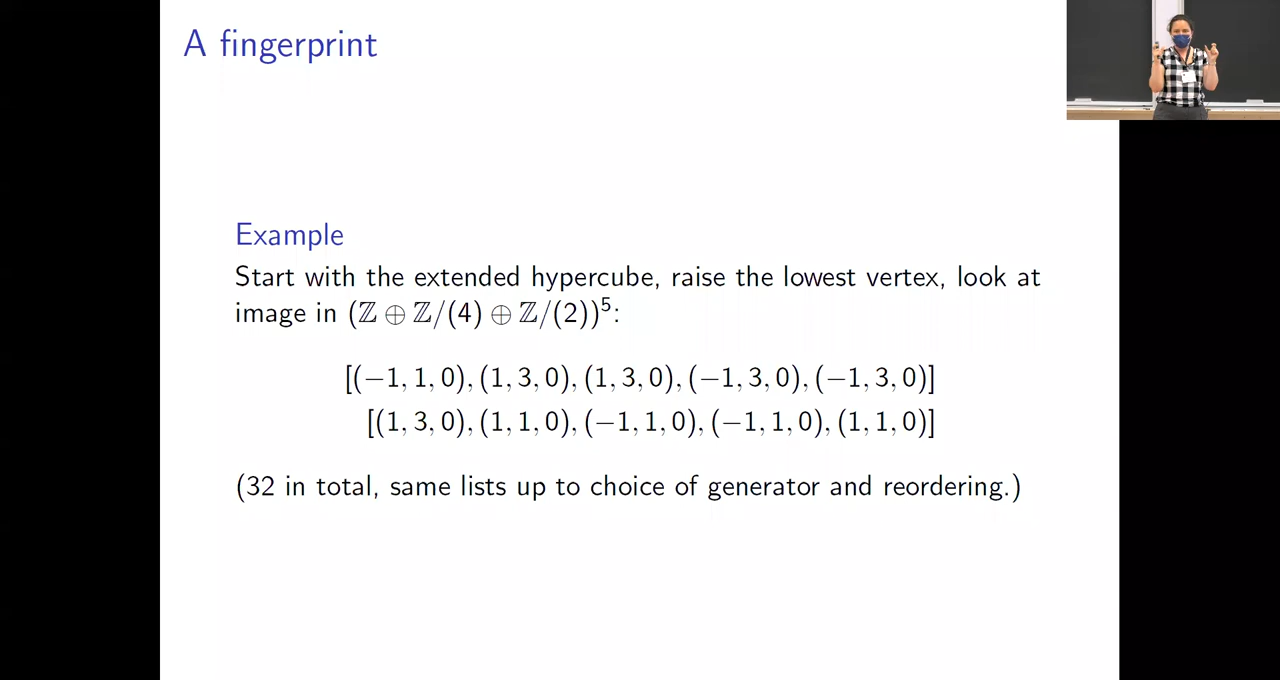 A fingerprint
Example
Start with the extended hypercube, raise the lowest vertex, look at
image in (ℤ ⊕ ℤ/(4) ⊕ ℤ/(2))⁵:
[(−1, 1, 0), (1, 3, 0), (1, 3, 0), (−1, 3, 0), (−1, 3, 0)]
[(1, 3, 0), (1, 1, 0), (−1, 1, 0), (−1, 1, 0), (1, 1, 0)]
(32 in total, same lists up to choice of generator and reordering.)